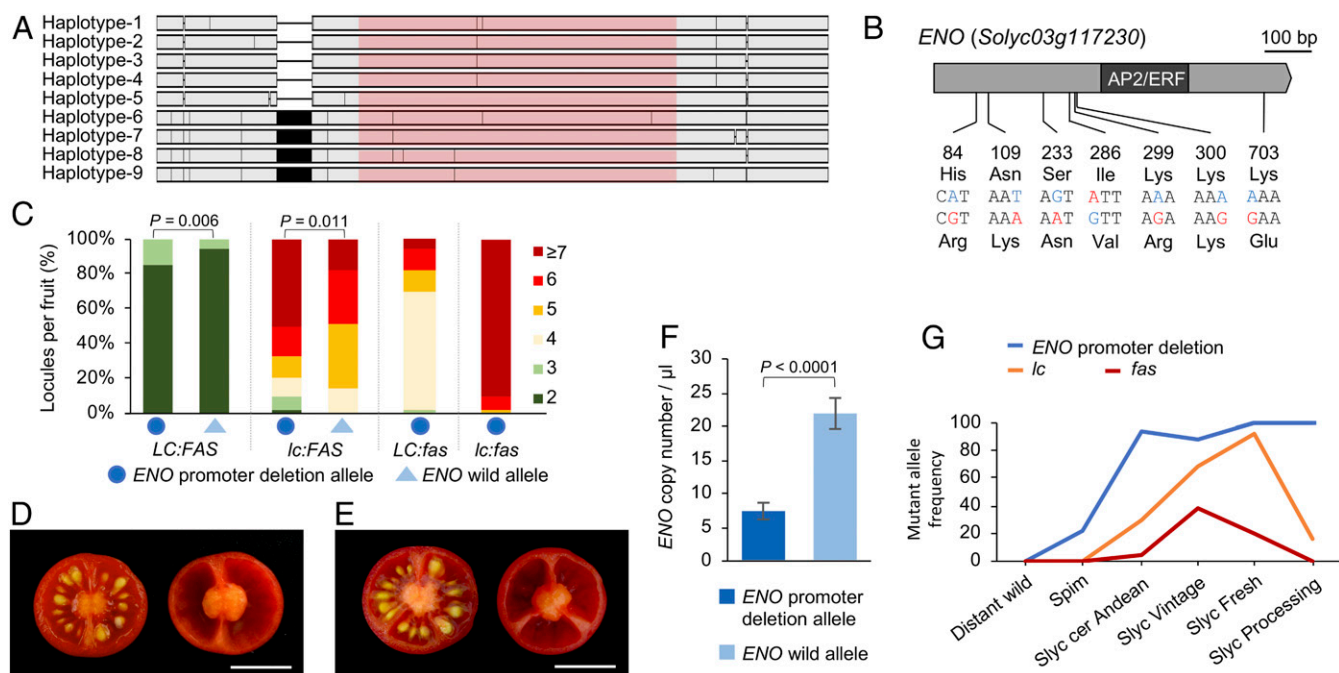 A
Haplotype-1
Haplotype-2
Haplotype-3
Haplotype-4
Haplotype-5
Haplotype-6
Haplotype-7
Haplotype-8
Haplotype-9
B
ENO (Solyc03g117230)
100 bp
AP2/ERF
84 109 233 286 299 300 703
His Asn Ser Ile Lys Lys Lys
CAT AAT AGT ATT AAA AAA AAA
CGT AAA AAT GTT AGA AAG GAA
Arg Lys Asn Val Arg Lys Glu
C
P = 0.006
P = 0.011
Locules per fruit (%)
100%
80%
60%
40%
20%
0%
≥7
6
5
4
3
2
LC:FAS lc:FAS LC:fas lc:fas
ENO promoter deletion allele ENO wild allele
D
E
F
P < 0.0001
ENO copy number / µl
30
25
20
15
10
5
0
ENO promoter
deletion allele
ENO wild allele
G
ENO promoter deletion
lc fas
Mutant allele
frequency
100
80
60
40
20
0
Distant wild
Spim
Slyc cer Andean
Slyc Vintage
Slyc Fresh
Slyc Processing